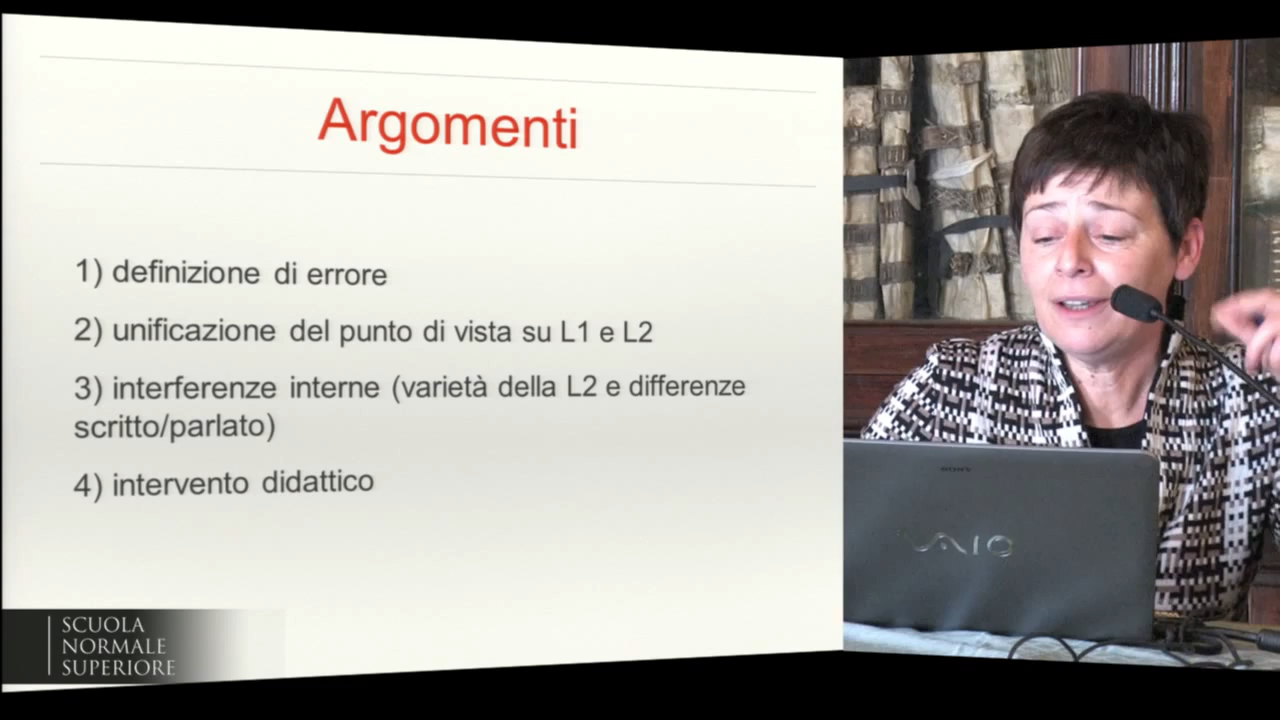 Argomenti
1) definizione di errore
2) unificazione del punto di vista su L1 e L2
3) interferenze interne (varietà della L2 e differenze
scritto/parlato)
4) intervento didattico
SCUOLA
NORMALE
SUPERIORE
SONY
VAIO